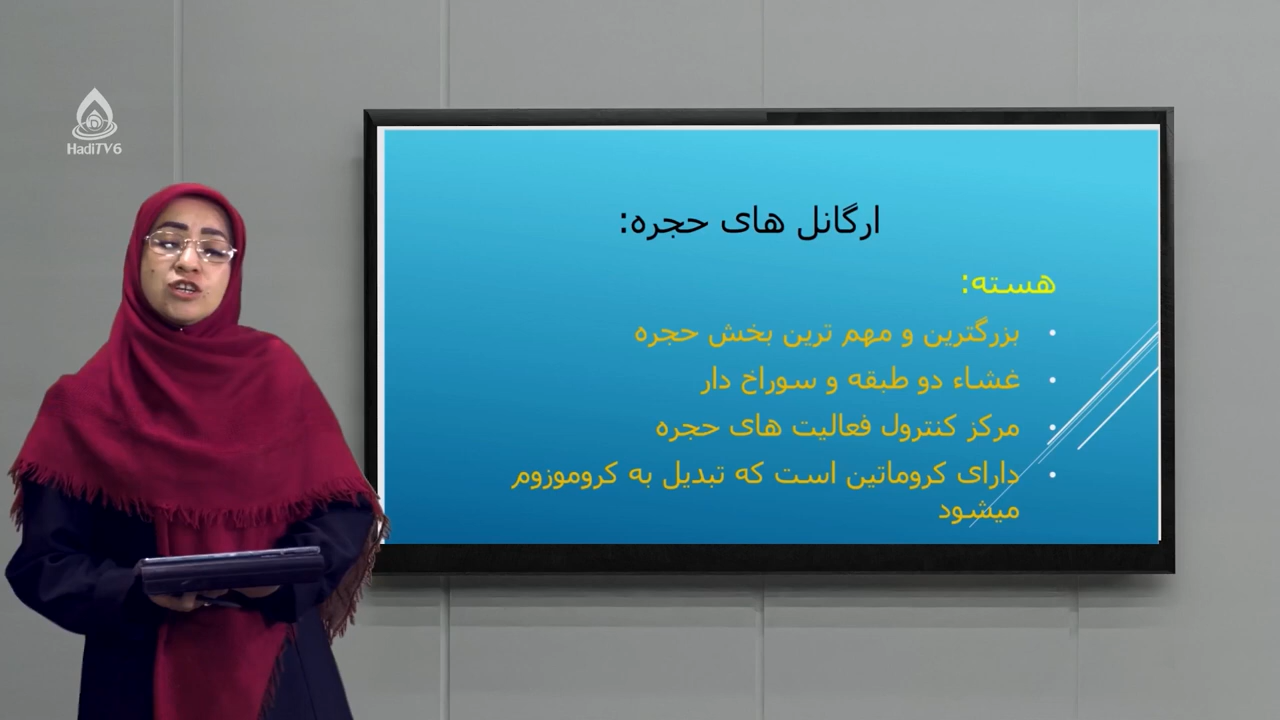 HadiTV6
ارگانل های حجره:
هسته:
• بزرگترین و مهم ترین بخش حجره
• غشاء دو طبقه و سوراخ دار
• مرکز کنترول فعالیت های حجره
• دارای کروماتین است که تبدیل به کروموزوم
میشود